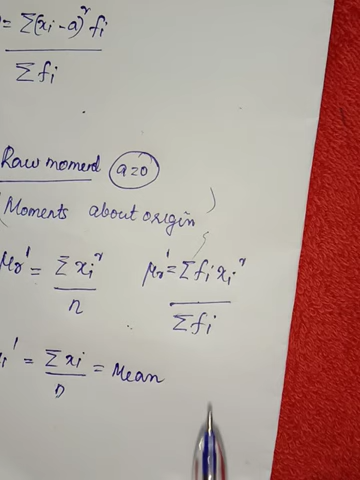 = Σ(xi - a)^r fi / Σfi
Raw moment a=0
(Moments about origin)
μr' = Σxi^r / n    μr' = Σfi xi^r / Σfi
μ1' = Σxi / n = Mean